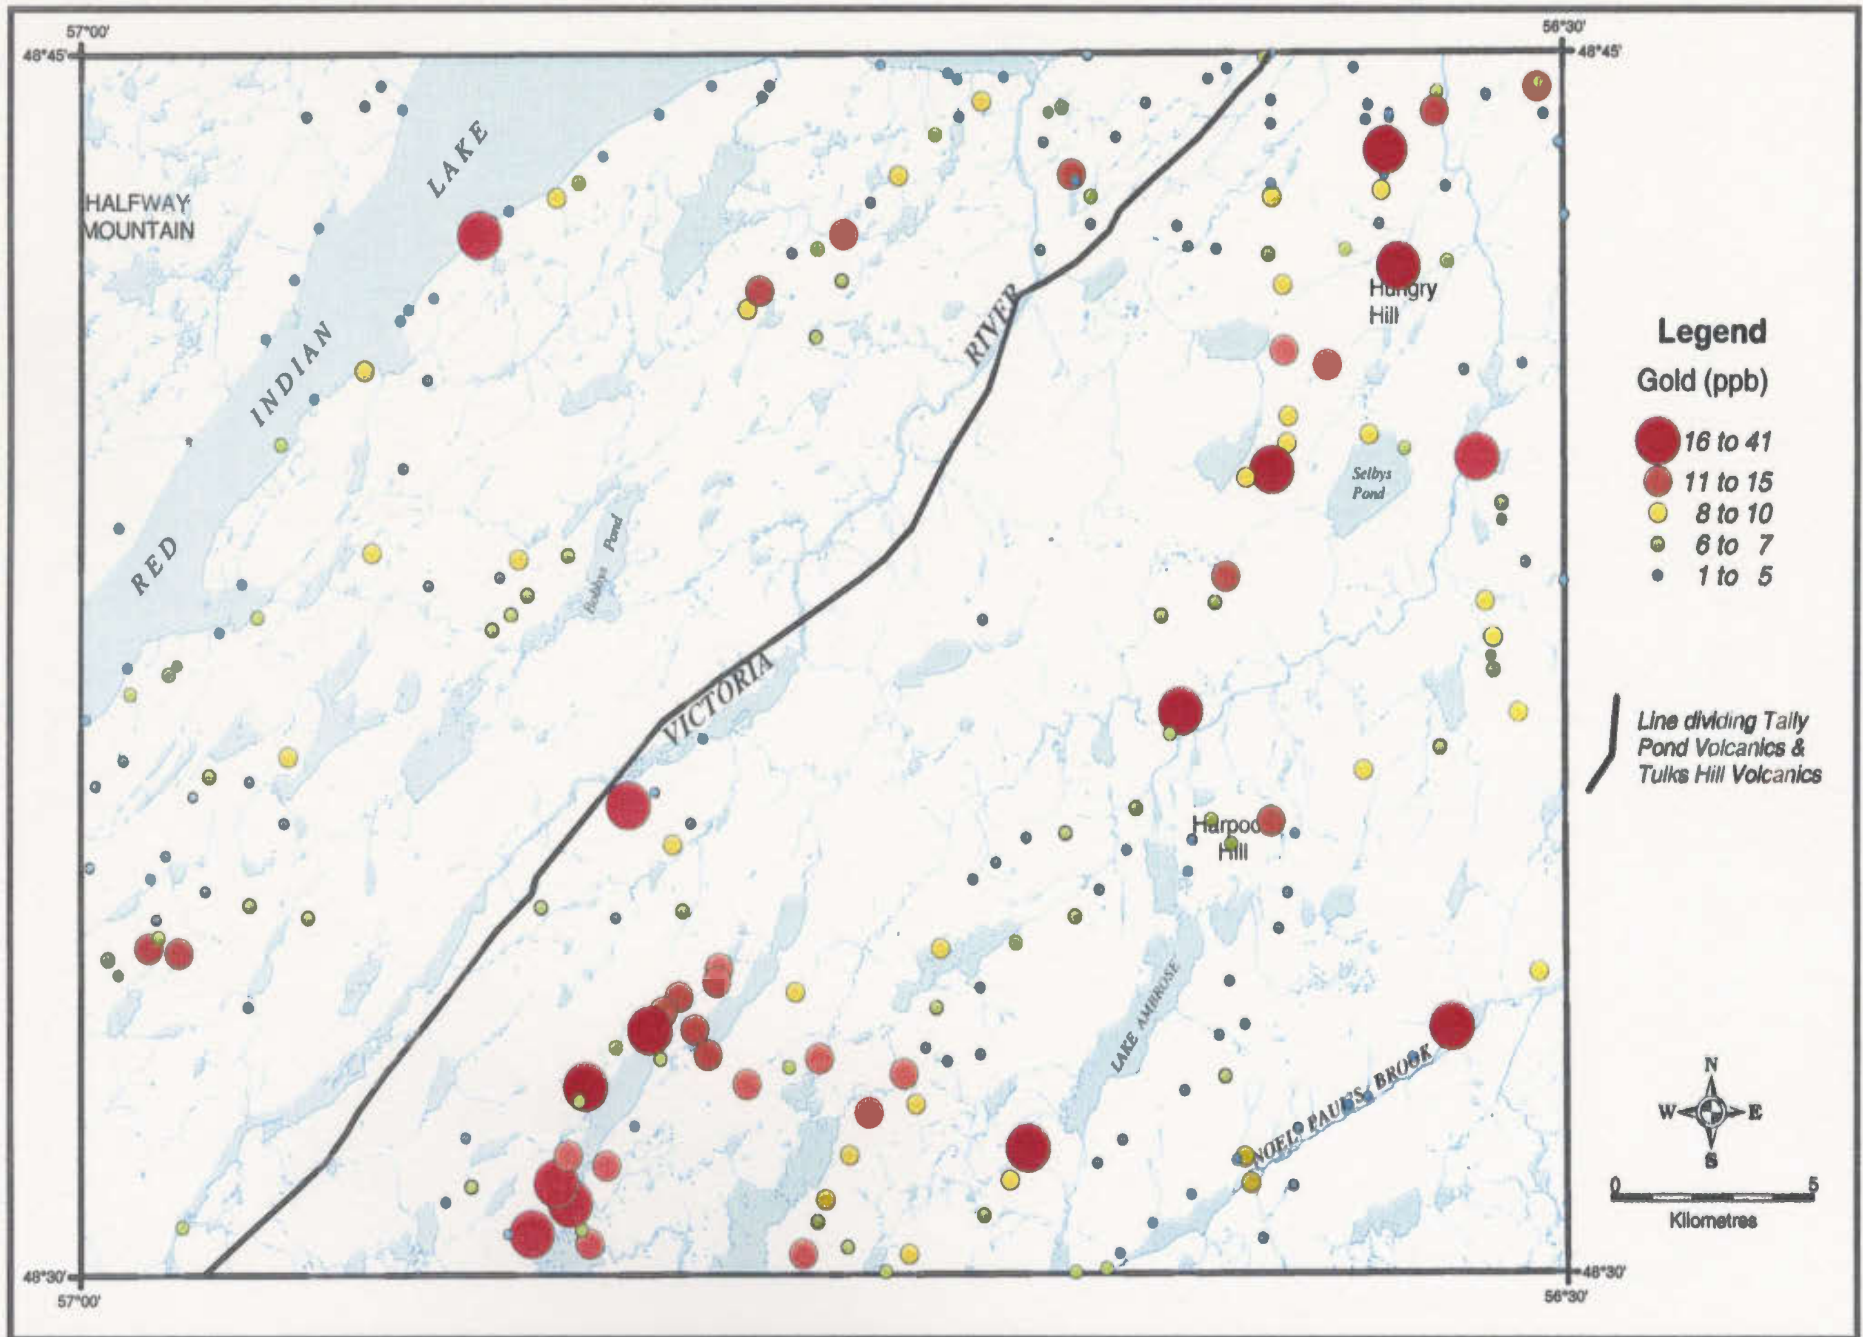 57°00'
56°30'
48°45'
48°45'
LAKE
HALFWAY
MOUNTAIN
INDIAN
RED
RIVER
Hungry
Hill
Selbys
Pond
Bobbys Pond
VICTORIA
Harpoon
Hill
LAKE AMBROSE
NOEL PAUL'S BROOK
48°30'
48°30'
57°00'
56°30'
Legend
Gold (ppb)
16 to 41
11 to 15
8 to 10
6 to 7
1 to 5
Line dividing Tally
Pond Volcanics &
Tulks Hill Volcanics
N
W E
S
0 5
Kilometres